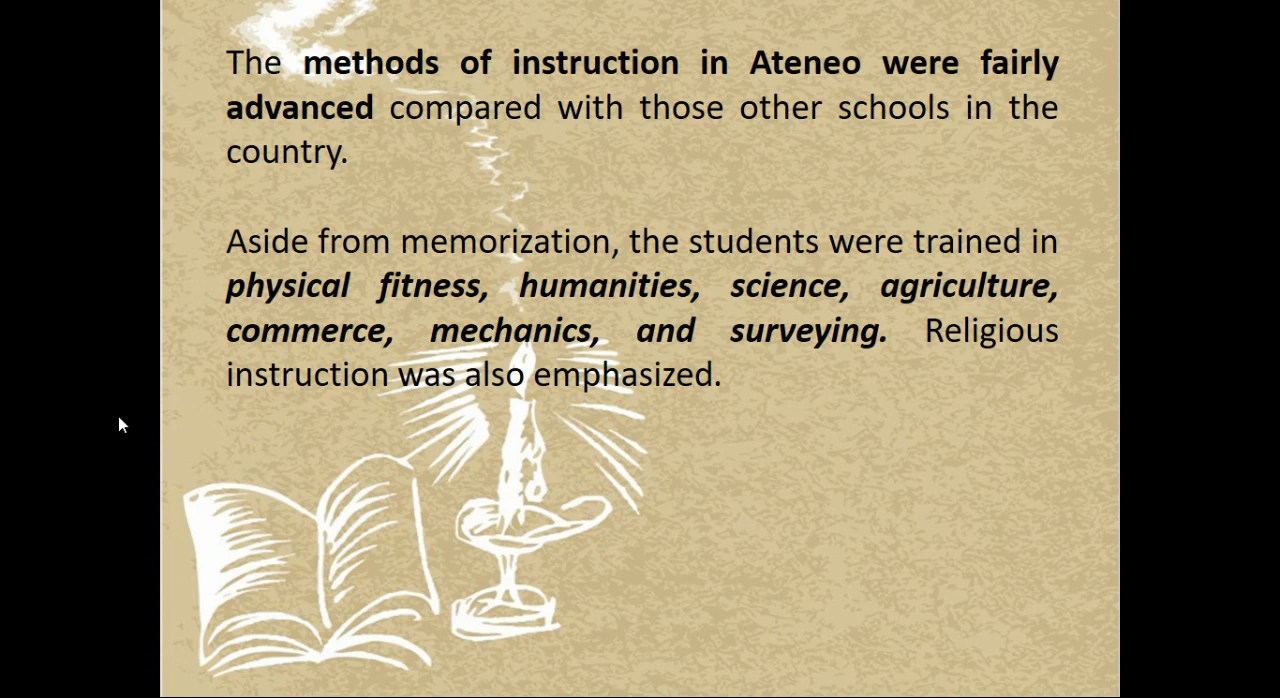 The methods of instruction in Ateneo were fairly
advanced compared with those other schools in the
country.
Aside from memorization, the students were trained in
physical fitness, humanities, science, agriculture,
commerce, mechanics, and surveying. Religious
instruction was also emphasized.